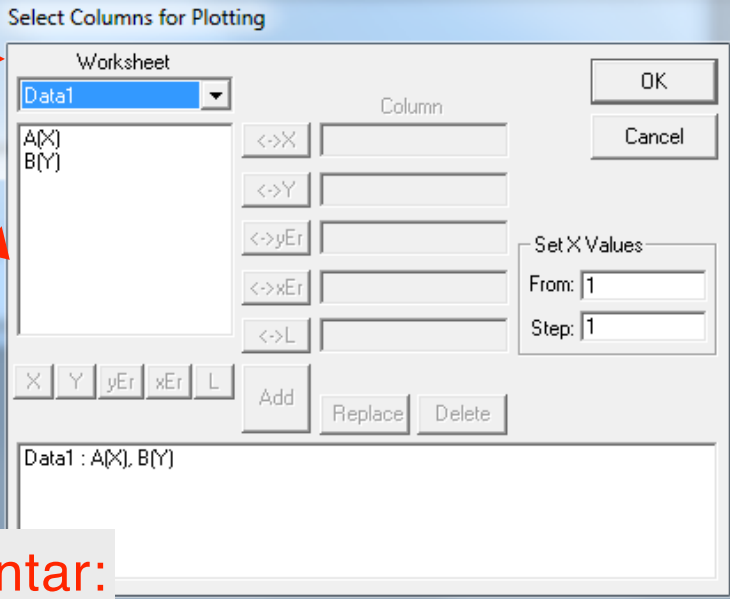 Select Columns for Plotting
Worksheet
Data1
A(X)
B(Y)
Column
<->X
<->Y
<->yEr
<->xEr
<->L
OK
Cancel
Set X Values
From: 1
Step: 1
X Y yEr xEr L
Add
Replace Delete
Data1 : A(X), B(Y)
ntar: